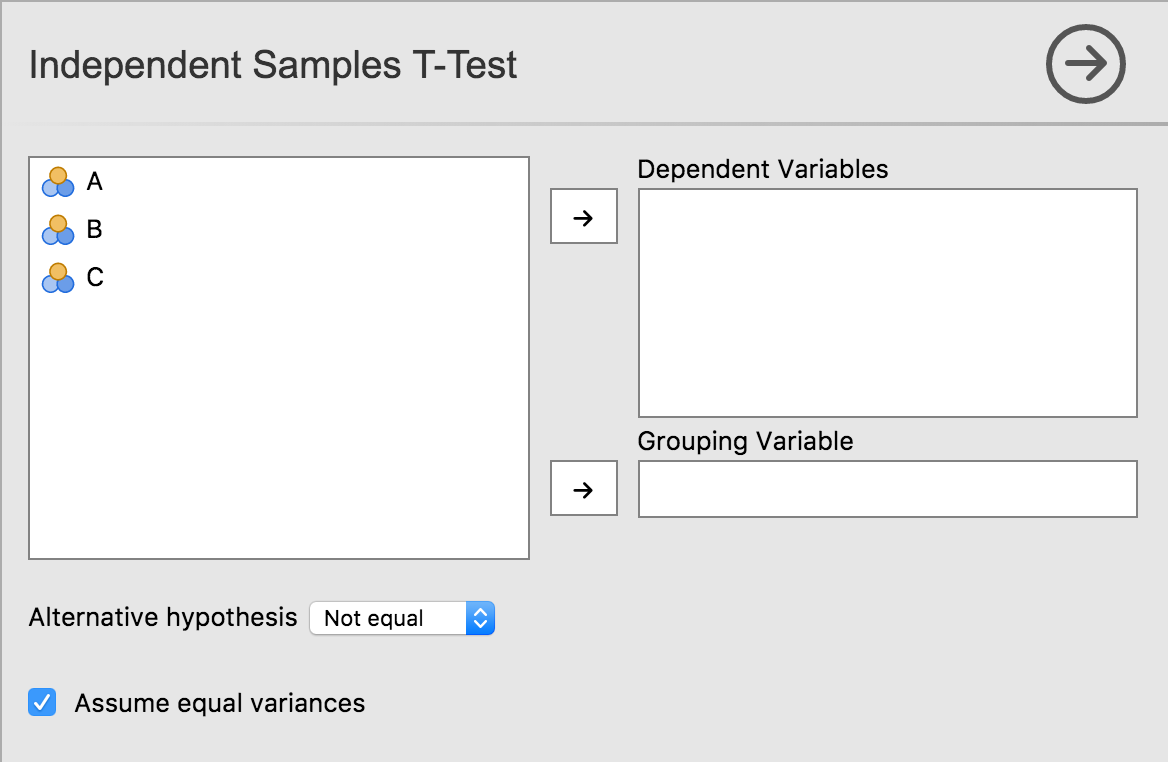 Independent Samples T-Test
A
B
C
Dependent Variables
Grouping Variable
Alternative hypothesis
Not equal
Assume equal variances